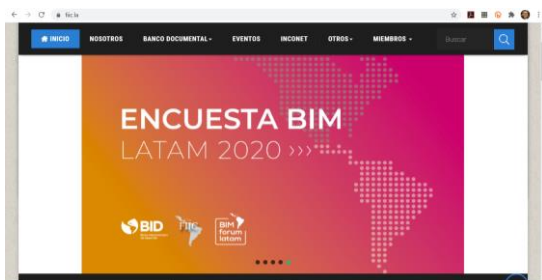 fiic.la
INICIO NOSOTROS BANCO DOCUMENTAL EVENTOS INCONET OTROS MIEMBROS Buscar
ENCUESTA BIM
LATAM 2020 >>>
BID FIIC BIM
forum
latam